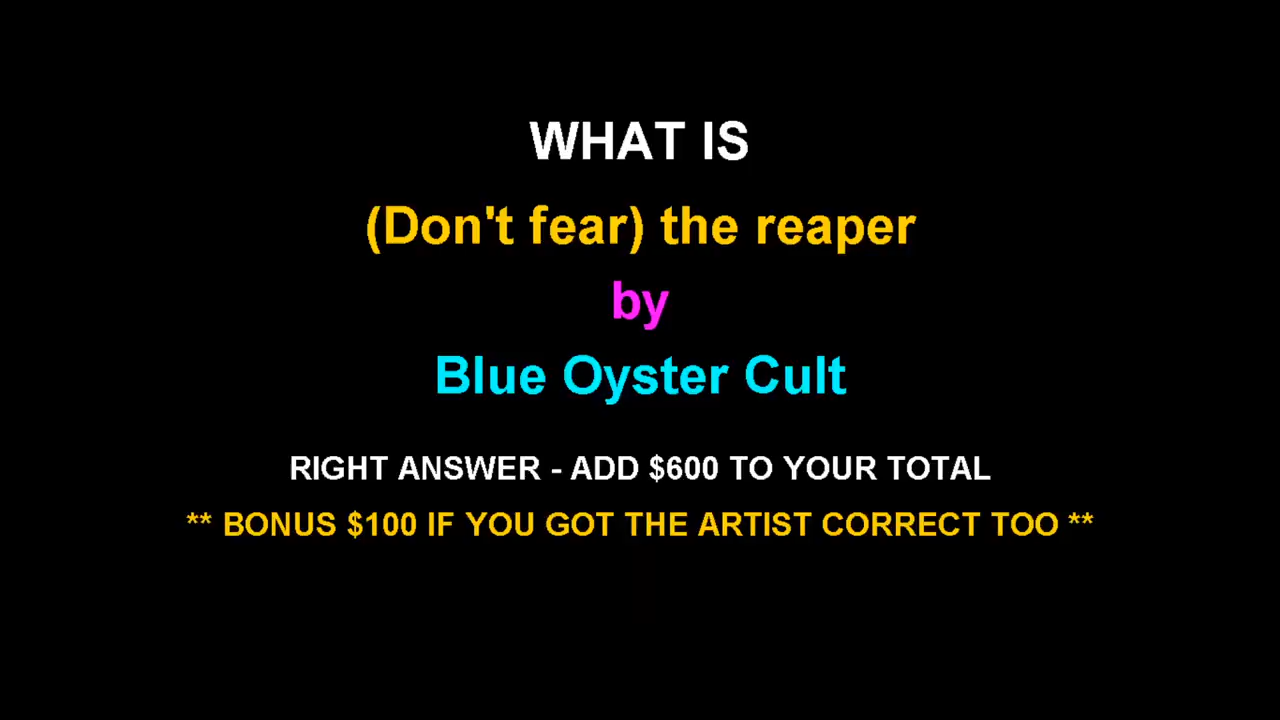 WHAT IS
(Don't fear) the reaper
by
Blue Oyster Cult
RIGHT ANSWER - ADD $600 TO YOUR TOTAL
** BONUS $100 IF YOU GOT THE ARTIST CORRECT TOO **